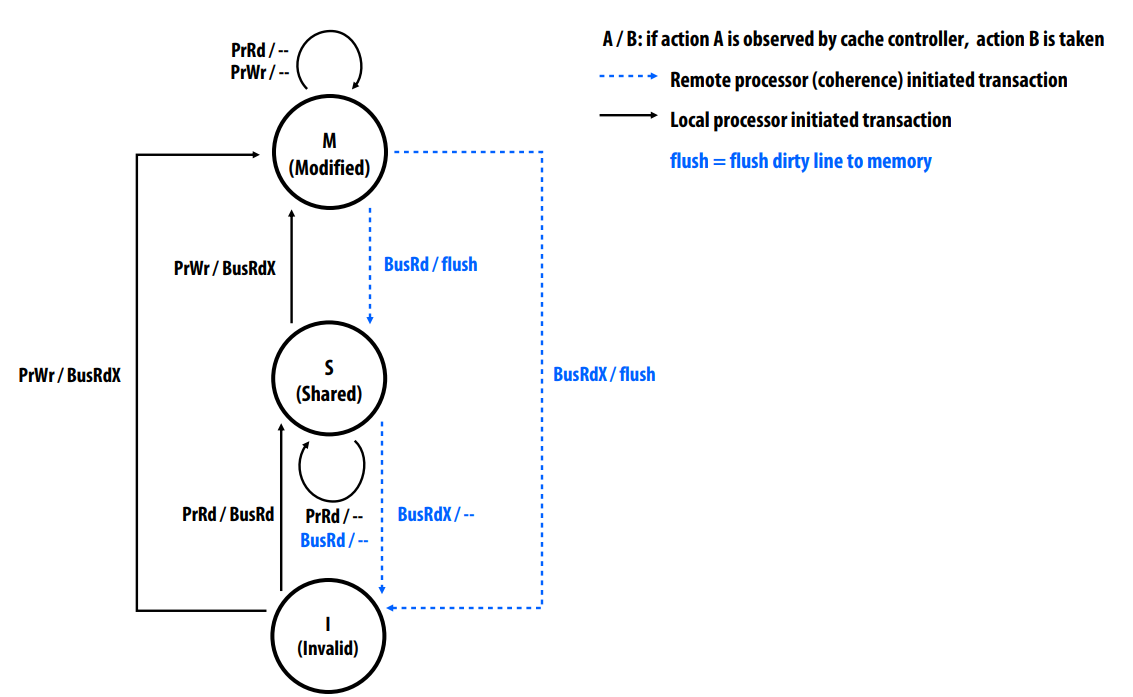 A / B: if action A is observed by cache controller, action B is taken
Remote processor (coherence) initiated transaction
Local processor initiated transaction
flush = flush dirty line to memory
PrRd / --
PrWr / --
M
(Modified)
PrWr / BusRdX
BusRd / flush
S
(Shared)
PrWr / BusRdX
BusRdX / flush
PrRd / BusRd
PrRd / --
BusRd / --
BusRdX / --
I
(Invalid)